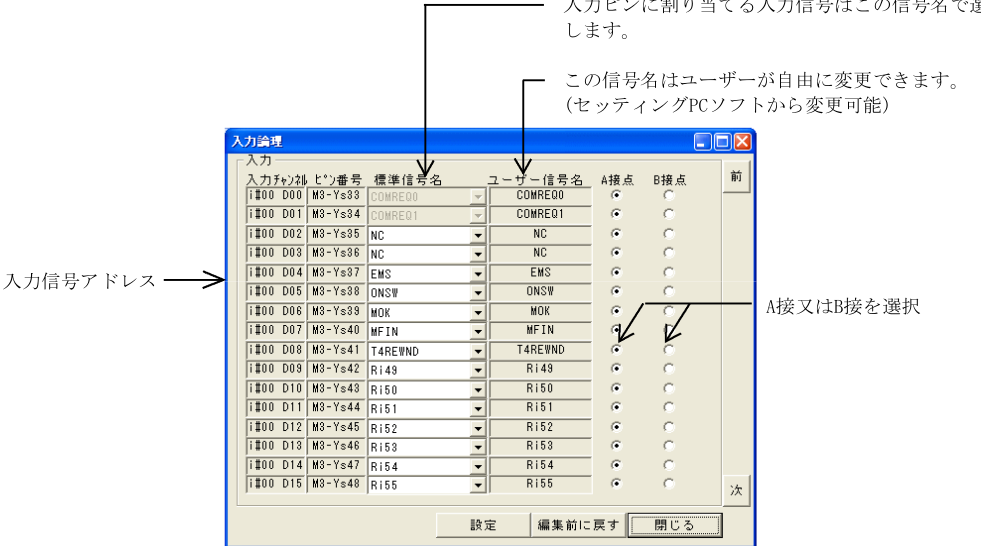 入力ピンに割り当てる入力信号はこの信号名で選
します。
この信号名はユーザーが自由に変更できます。
(セッティングPCソフトから変更可能)
入力論理
入力
入力ﾁｬﾝﾈﾙ ﾋﾟﾝ番号 標準信号名 ユーザー信号名 A接点 B接点 前
i#00 D00 M3-Ys33 COMREQ0 COMREQ0
i#00 D01 M3-Ys34 COMREQ1 COMREQ1
i#00 D02 M3-Ys35 NC NC
i#00 D03 M3-Ys36 NC NC
i#00 D04 M3-Ys37 EMS EMS
i#00 D05 M3-Ys38 ONSW ONSW
i#00 D06 M3-Ys39 MOK MOK
i#00 D07 M3-Ys40 MFIN MFIN
i#00 D08 M3-Ys41 T4REWND T4REWND
i#00 D09 M3-Ys42 Ri49 Ri49
i#00 D10 M3-Ys43 Ri50 Ri50
i#00 D11 M3-Ys44 Ri51 Ri51
i#00 D12 M3-Ys45 Ri52 Ri52
i#00 D13 M3-Ys46 Ri53 Ri53
i#00 D14 M3-Ys47 Ri54 Ri54
i#00 D15 M3-Ys48 Ri55 Ri55
次
設定 編集前に戻す 閉じる
入力信号アドレス
A接又はB接を選択